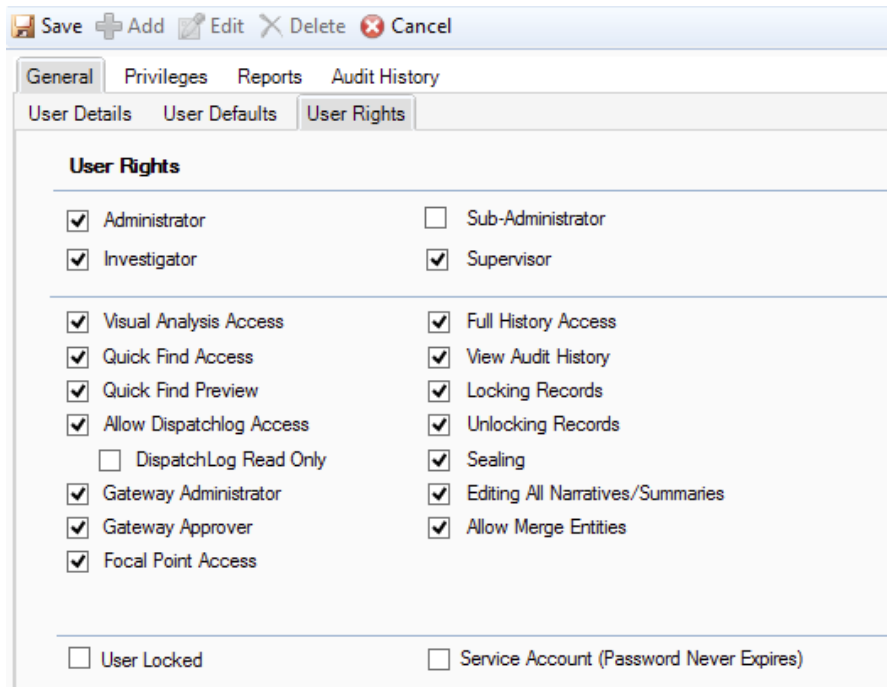 Save Add Edit Delete Cancel
General Privileges Reports Audit History
User Details User Defaults User Rights
User Rights
Administrator Sub-Administrator
Investigator Supervisor
Visual Analysis Access Full History Access
Quick Find Access View Audit History
Quick Find Preview Locking Records
Allow Dispatchlog Access Unlocking Records
DispatchLog Read Only Sealing
Gateway Administrator Editing All Narratives/Summaries
Gateway Approver Allow Merge Entities
Focal Point Access
User Locked Service Account (Password Never Expires)